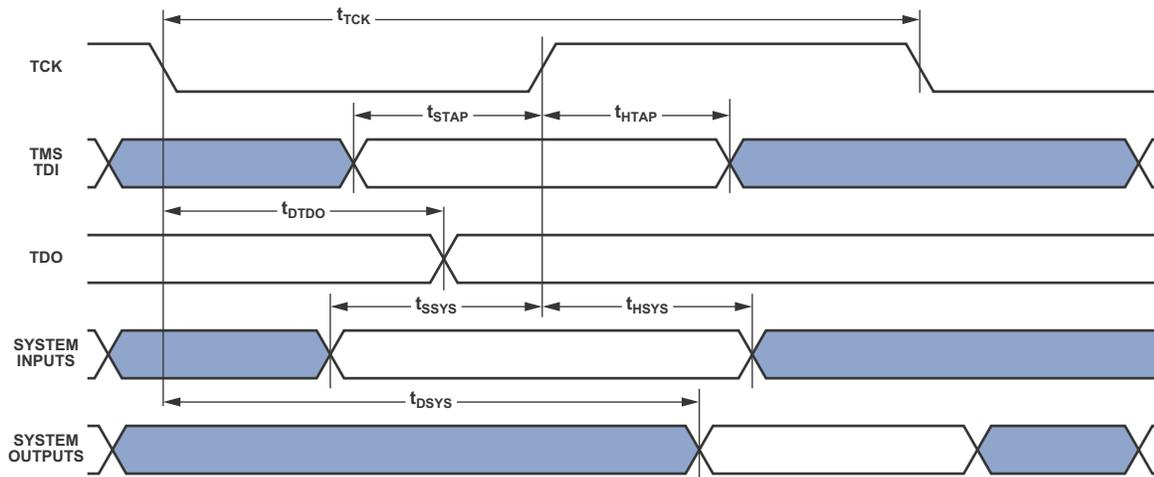 tTCK
TCK
tSTAP
tHTAP
TMS
TDI
tDTDO
TDO
tSSYS
tHSYS
SYSTEM
INPUTS
tDSYS
SYSTEM
OUTPUTS